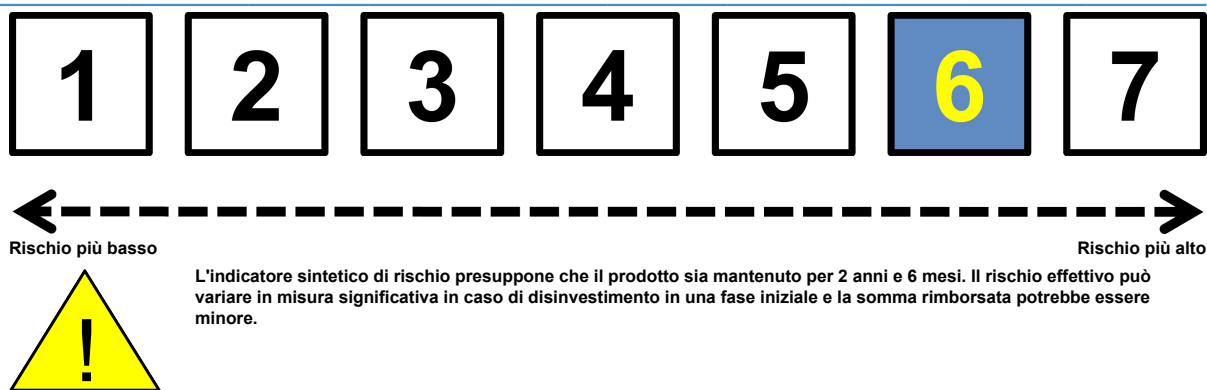 1 2 3 4 5 6 7
Rischio più basso Rischio più alto
L'indicatore sintetico di rischio presuppone che il prodotto sia mantenuto per 2 anni e 6 mesi. Il rischio effettivo può
variare in misura significativa in caso di disinvestimento in una fase iniziale e la somma rimborsata potrebbe essere
minore.
!